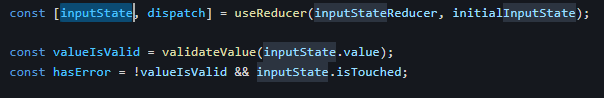 const [inputState, dispatch] = useReducer(inputStateReducer, initialInputState);
const valueIsValid = validateValue(inputState.value);
const hasError = !valueIsValid && inputState.isTouched;